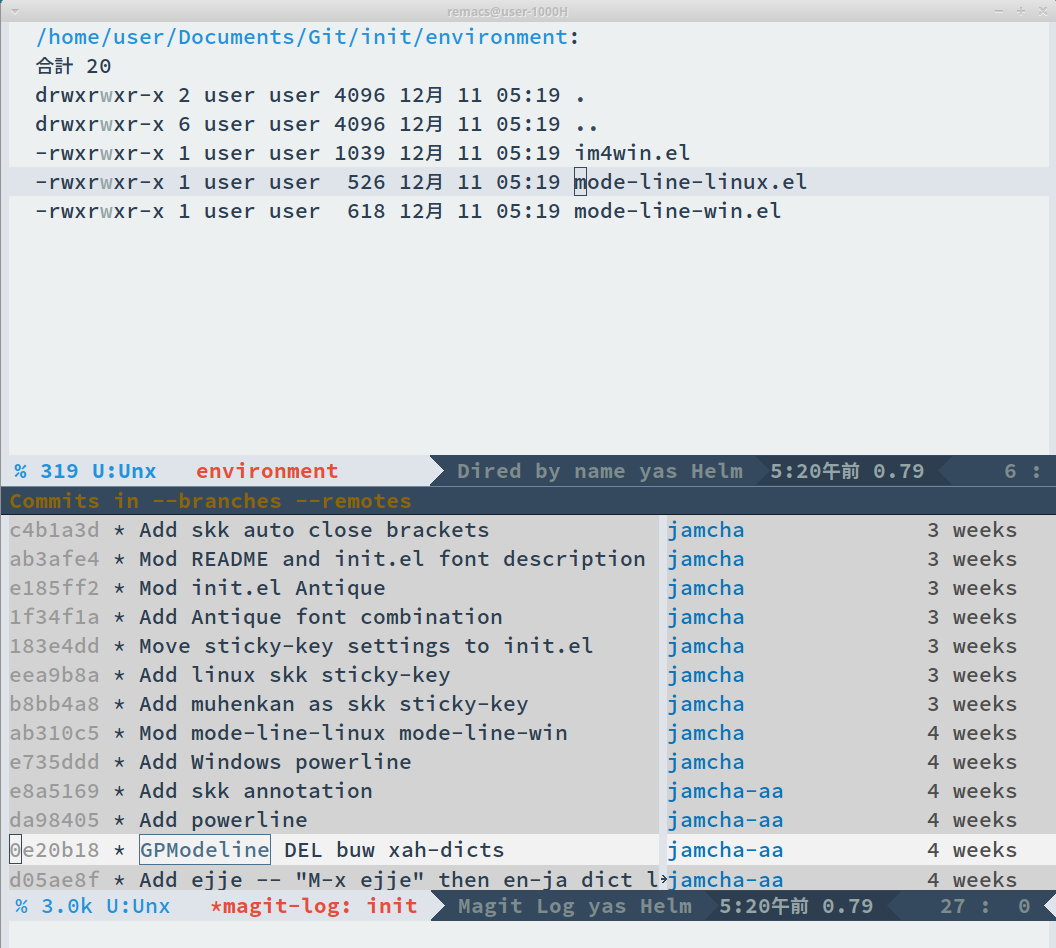 remacs@user-1000H
/home/user/Documents/Git/init/environment:
合計 20
drwxrwxr-x 2 user user 4096 12月 11 05:19 .
drwxrwxr-x 6 user user 4096 12月 11 05:19 ..
-rwxrwxr-x 1 user user 1039 12月 11 05:19 im4win.el
-rwxrwxr-x 1 user user  526 12月 11 05:19 mode-line-linux.el
-rwxrwxr-x 1 user user  618 12月 11 05:19 mode-line-win.el
% 319 U:Unx environment Dired by name yas Helm 5:20午前 0.79 6 :
Commits in --branches --remotes
c4b1a3d * Add skk auto close brackets jamcha 3 weeks
ab3afe4 * Mod README and init.el font description jamcha 3 weeks
e185ff2 * Mod init.el Antique jamcha 3 weeks
1f34f1a * Add Antique font combination jamcha 3 weeks
183e4dd * Move sticky-key settings to init.el jamcha 3 weeks
eea9b8a * Add linux skk sticky-key jamcha 3 weeks
b8bb4a8 * Add muhenkan as skk sticky-key jamcha 3 weeks
ab310c5 * Mod mode-line-linux mode-line-win jamcha 4 weeks
e735ddd * Add Windows powerline jamcha 4 weeks
e8a5169 * Add skk annotation jamcha-aa 4 weeks
da98405 * Add powerline jamcha-aa 4 weeks
0e20b18 * GPModeline DEL buw xah-dicts jamcha-aa 4 weeks
d05ae8f * Add ejje -- "M-x ejje" then en-ja dict l jamcha-aa 4 weeks
% 3.0k U:Unx *magit-log: init Magit Log yas Helm 5:20午前 0.79 27 : 0